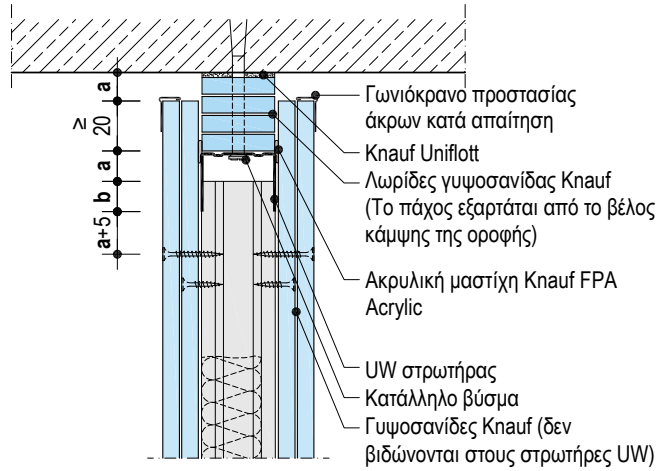 a
≥ 20
a
b
a+5
Γωνιόκρανο προστασίας
άκρων κατά απαίτηση
Knauf Uniflott
Λωρίδες γυψοσανίδας Knauf
(Το πάχος εξαρτάται από το βέλος
κάμψης της οροφής)
Ακρυλική μαστίχη Knauf FPA
Acrylic
UW στρωτήρας
Κατάλληλο βύσμα
Γυψοσανίδες Knauf (δεν
βιδώνονται στους στρωτήρες UW)